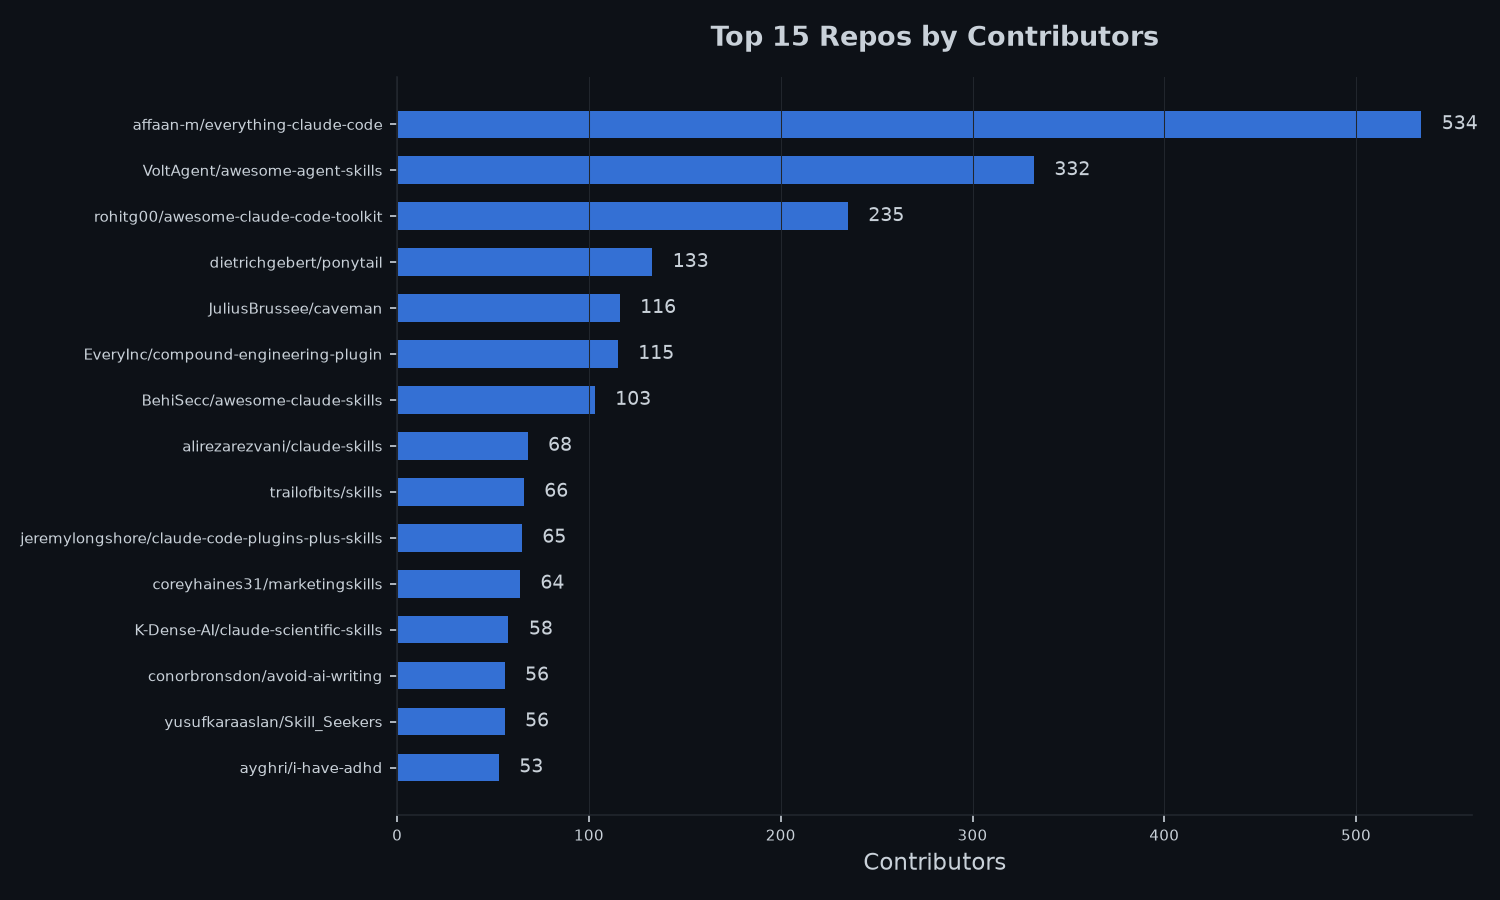 Top 15 Repos by Contributors
affaan-m/everything-claude-code 534
VoltAgent/awesome-agent-skills 332
rohitg00/awesome-claude-code-toolkit 235
dietrichgebert/ponytail 133
JuliusBrussee/caveman 116
EveryInc/compound-engineering-plugin 115
BehiSecc/awesome-claude-skills 103
alirezarezvani/claude-skills 68
trailofbits/skills 66
jeremylongshore/claude-code-plugins-plus-skills 65
coreyhaines31/marketingskills 64
K-Dense-AI/claude-scientific-skills 58
conorbronsdon/avoid-ai-writing 56
yusufkaraaslan/Skill_Seekers 56
ayghri/i-have-adhd 53
0 100 200 300 400 500
Contributors